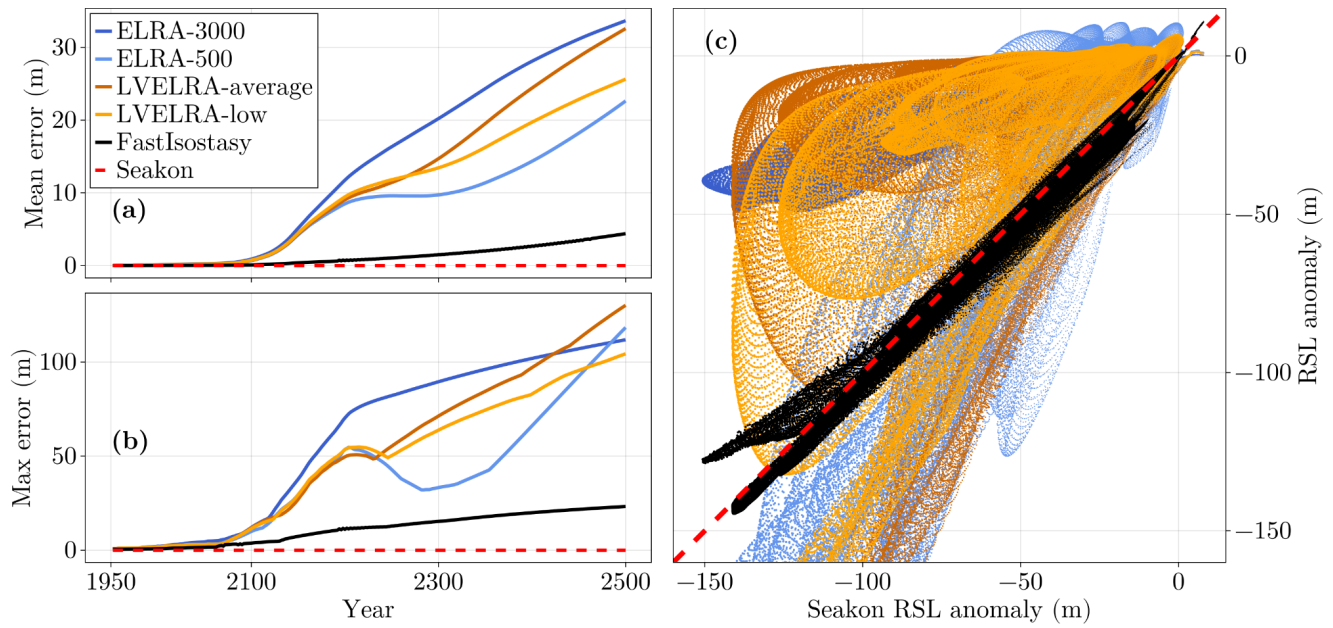 ELRA-3000
ELRA-500
LVELRA-average
LVELRA-low
FastIsostasy
Seakon
(a)
Mean error (m)
30
20
10
0
(b)
Max error (m)
100
50
0
1950
2100
2300
2500
Year
(c)
0
−50
−100
−150
RSL anomaly (m)
−150
−100
−50
0
Seakon RSL anomaly (m)